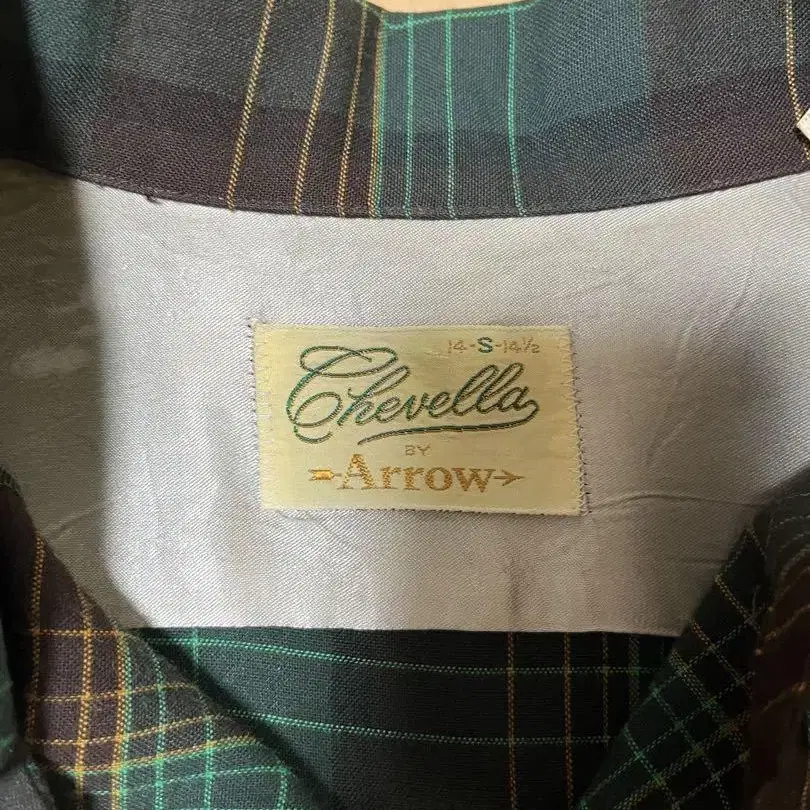 14-S-14½
Chevella
BY
Arrow